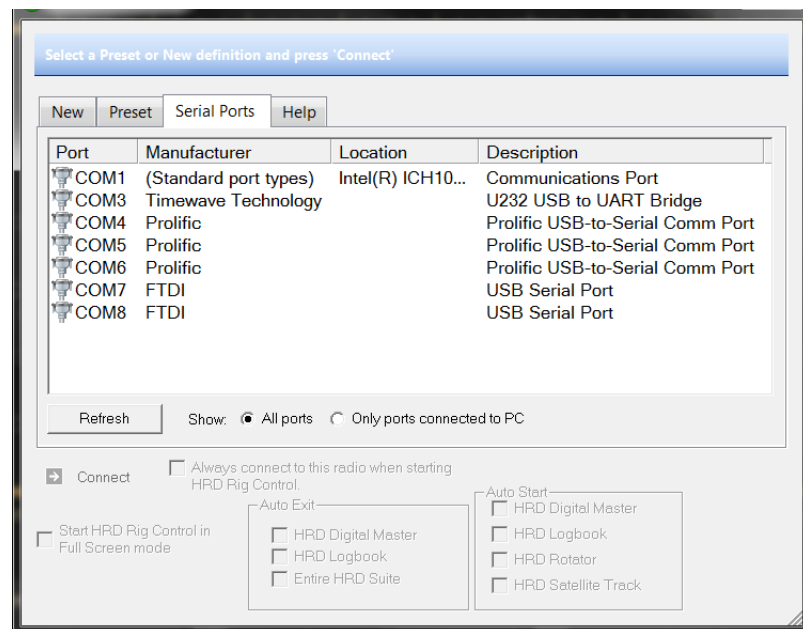 Select a Preset or New definition and press 'Connect'
New Preset Serial Ports Help
Port Manufacturer Location Description
COM1 (Standard port types) Intel(R) ICH10... Communications Port
COM3 Timewave Technology U232 USB to UART Bridge
COM4 Prolific Prolific USB-to-Serial Comm Port
COM5 Prolific Prolific USB-to-Serial Comm Port
COM6 Prolific Prolific USB-to-Serial Comm Port
COM7 FTDI USB Serial Port
COM8 FTDI USB Serial Port
Refresh Show: All ports Only ports connected to PC
Connect
Always connect to this radio when starting
HRD Rig Control.
Start HRD Rig Control in
Full Screen mode
Auto Exit
HRD Digital Master
HRD Logbook
Entire HRD Suite
Auto Start
HRD Digital Master
HRD Logbook
HRD Rotator
HRD Satellite Track